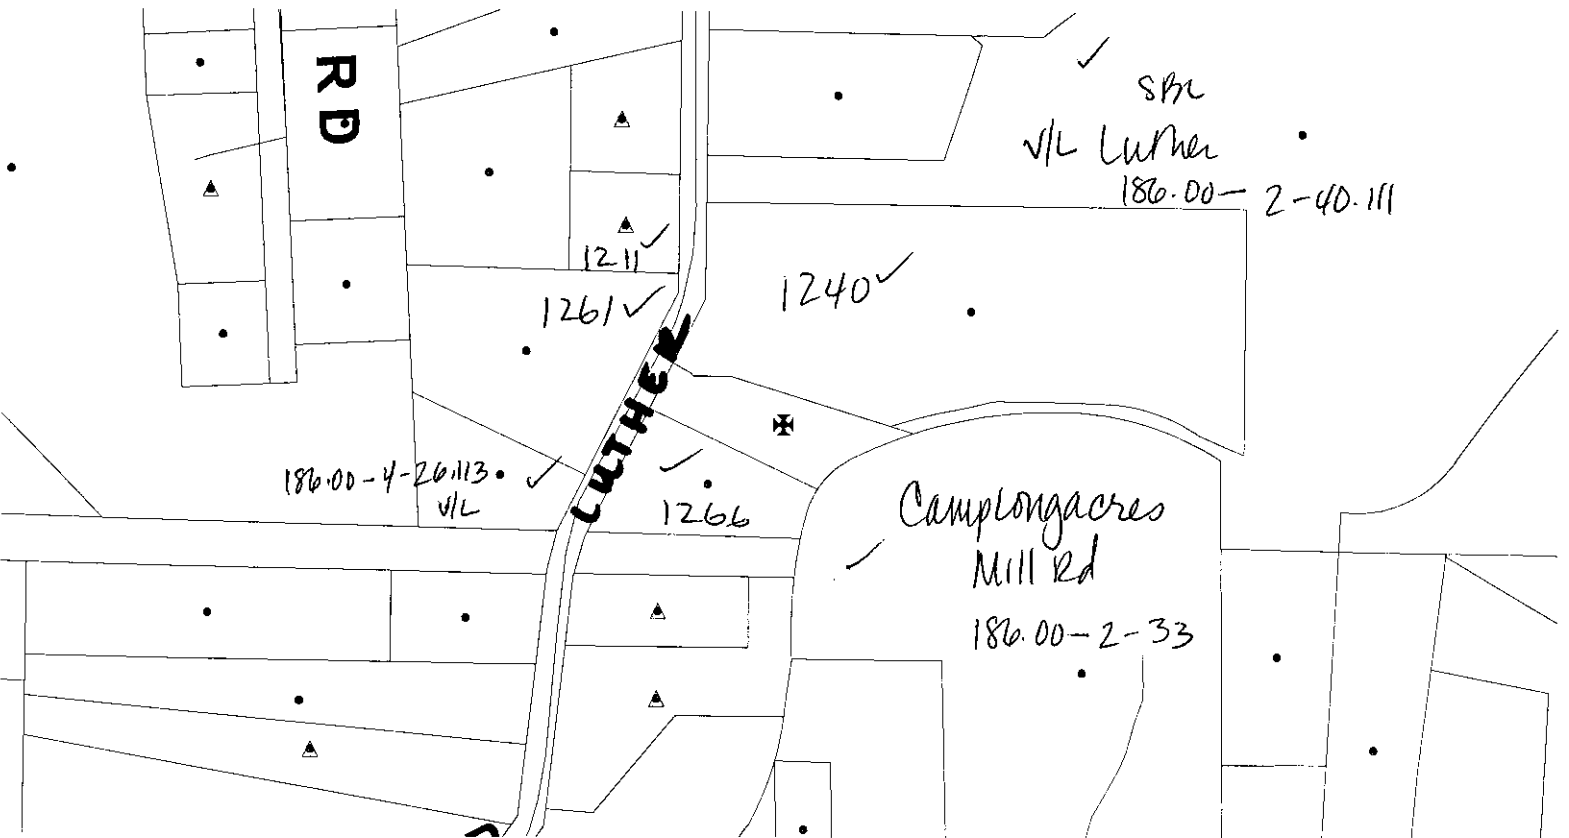 RD
SBL
V/L Luther
186.00-2-40.111
1211
1261
1240
LUTHER
186.00-4-26.113
V/L
1266
Camplongacres
Mill Rd
186.00-2-33